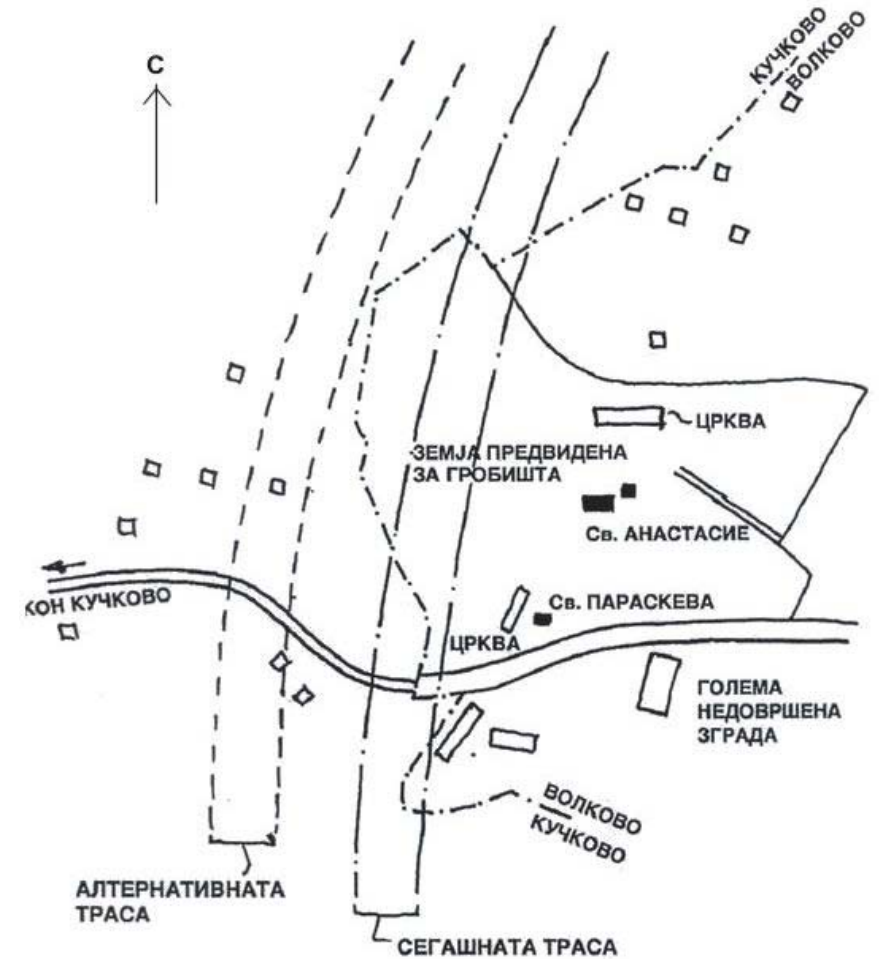 С
КУЧКОВО
ВОЛКОВО
ЦРКВА
ЗЕМЈА ПРЕДВИДЕНА
ЗА ГРОБИШТА
Св. АНАСТАСИЕ
КОН КУЧКОВО
Св. ПАРАСКЕВА
ЦРКВА
ГОЛЕМА
НЕДОВРШЕНА
ЗГРАДА
ВОЛКОВО
КУЧКОВО
АЛТЕРНАТИВНАТА
ТРАСА
СЕГАШНАТА ТРАСА